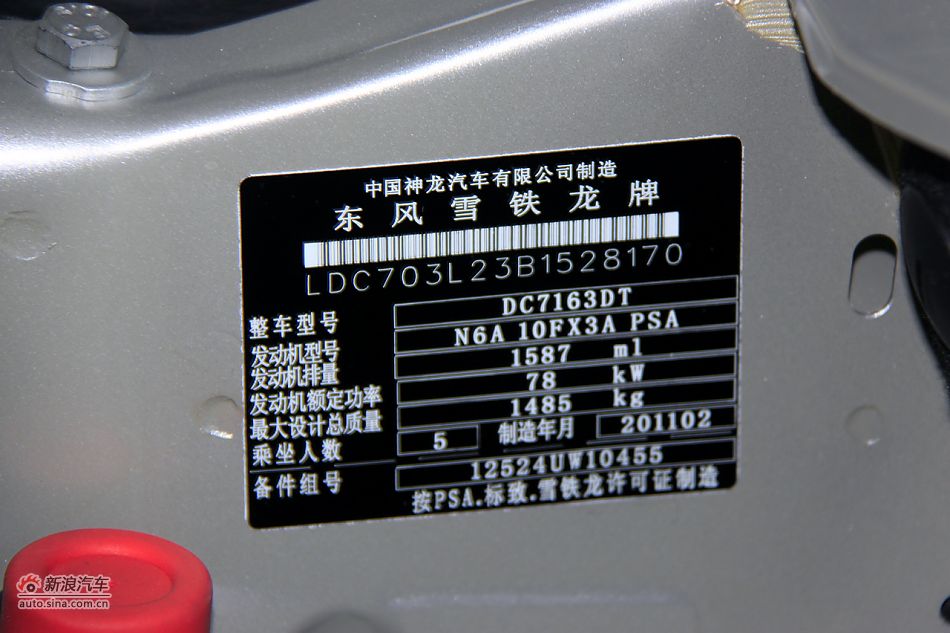 中国神龙汽车有限公司制造
东风雪铁龙牌
LDC703L23B1528170
整车型号 DC7163DT
发动机型号 N6A 10FX3A PSA
发动机排量 1587 ml
发动机额定功率 78 kW
最大设计总质量 1485 kg
乘坐人数 5 制造年月 201102
备件组号 12524UW10455
按PSA.标致.雪铁龙许可证制造
新浪汽车
auto.sina.com.cn